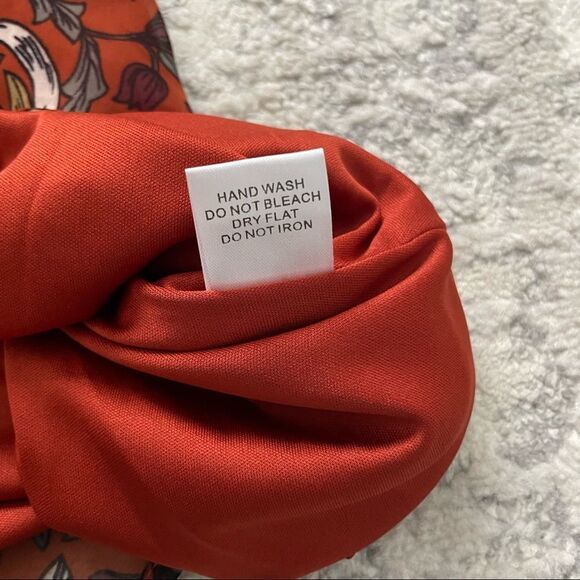 HAND WASH
DO NOT BLEACH
DRY FLAT
DO NOT IRON